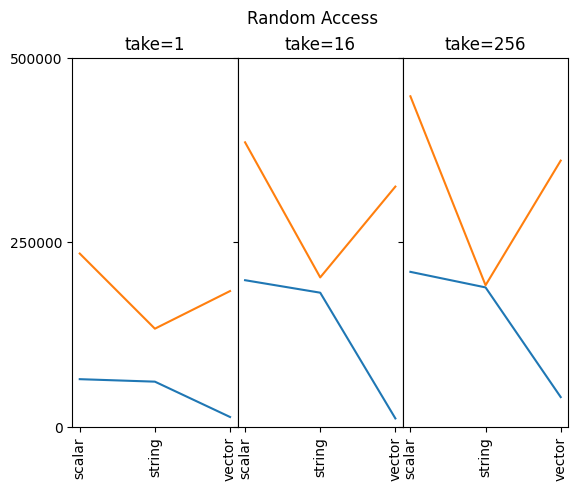 Random Access
take=1
take=16
take=256
500000
250000
0
scalar
string
vector
scalar
string
vector
scalar
string
vector